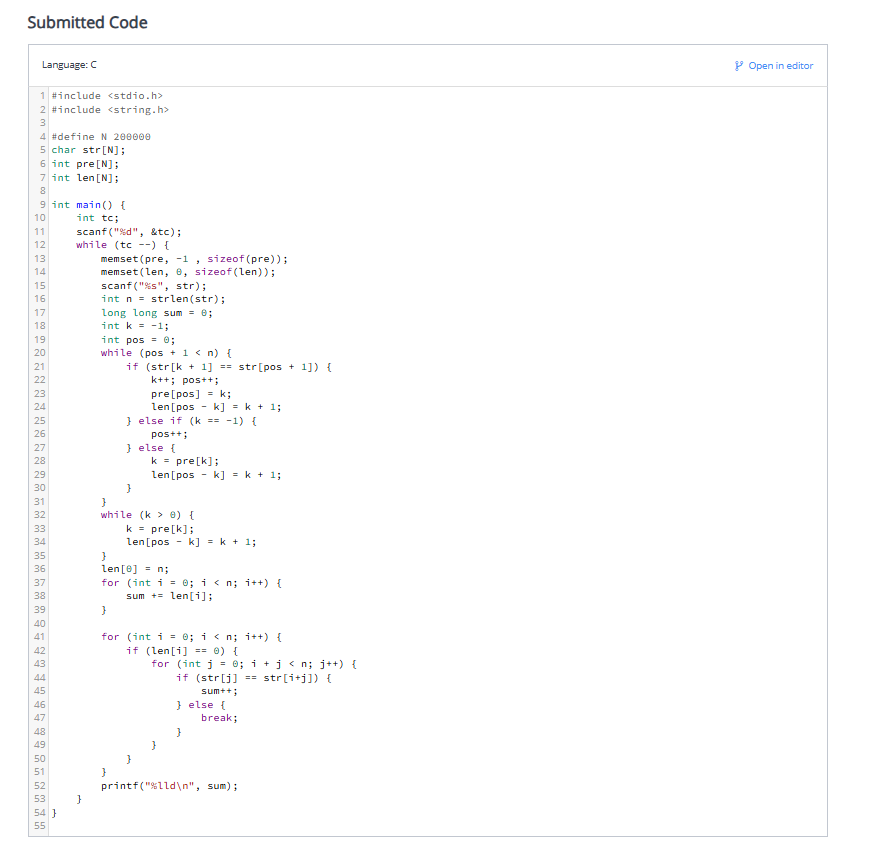 Submitted Code
Language: C
Open in editor
1 #include <stdio.h>
2 #include <string.h>
3
4 #define N 200000
5 char str[N];
6 int pre[N];
7 int len[N];
8
9 int main() {
10     int tc;
11     scanf("%d", &tc);
12     while (tc --) {
13         memset(pre, -1 , sizeof(pre));
14         memset(len, 0, sizeof(len));
15         scanf("%s", str);
16         int n = strlen(str);
17         long long sum = 0;
18         int k = -1;
19         int pos = 0;
20         while (pos + 1 < n) {
21             if (str[k + 1] == str[pos + 1]) {
22                 k++; pos++;
23                 pre[pos] = k;
24                 len[pos - k] = k + 1;
25             } else if (k == -1) {
26                 pos++;
27             } else {
28                 k = pre[k];
29                 len[pos - k] = k + 1;
30             }
31         }
32         while (k > 0) {
33             k = pre[k];
34             len[pos - k] = k + 1;
35         }
36         len[0] = n;
37         for (int i = 0; i < n; i++) {
38             sum += len[i];
39         }
40
41         for (int i = 0; i < n; i++) {
42             if (len[i] == 0) {
43                 for (int j = 0; i + j < n; j++) {
44                     if (str[j] == str[i+j]) {
45                         sum++;
46                     } else {
47                         break;
48                     }
49                 }
50             }
51         }
52         printf("%lld\n", sum);
53     }
54 }
55